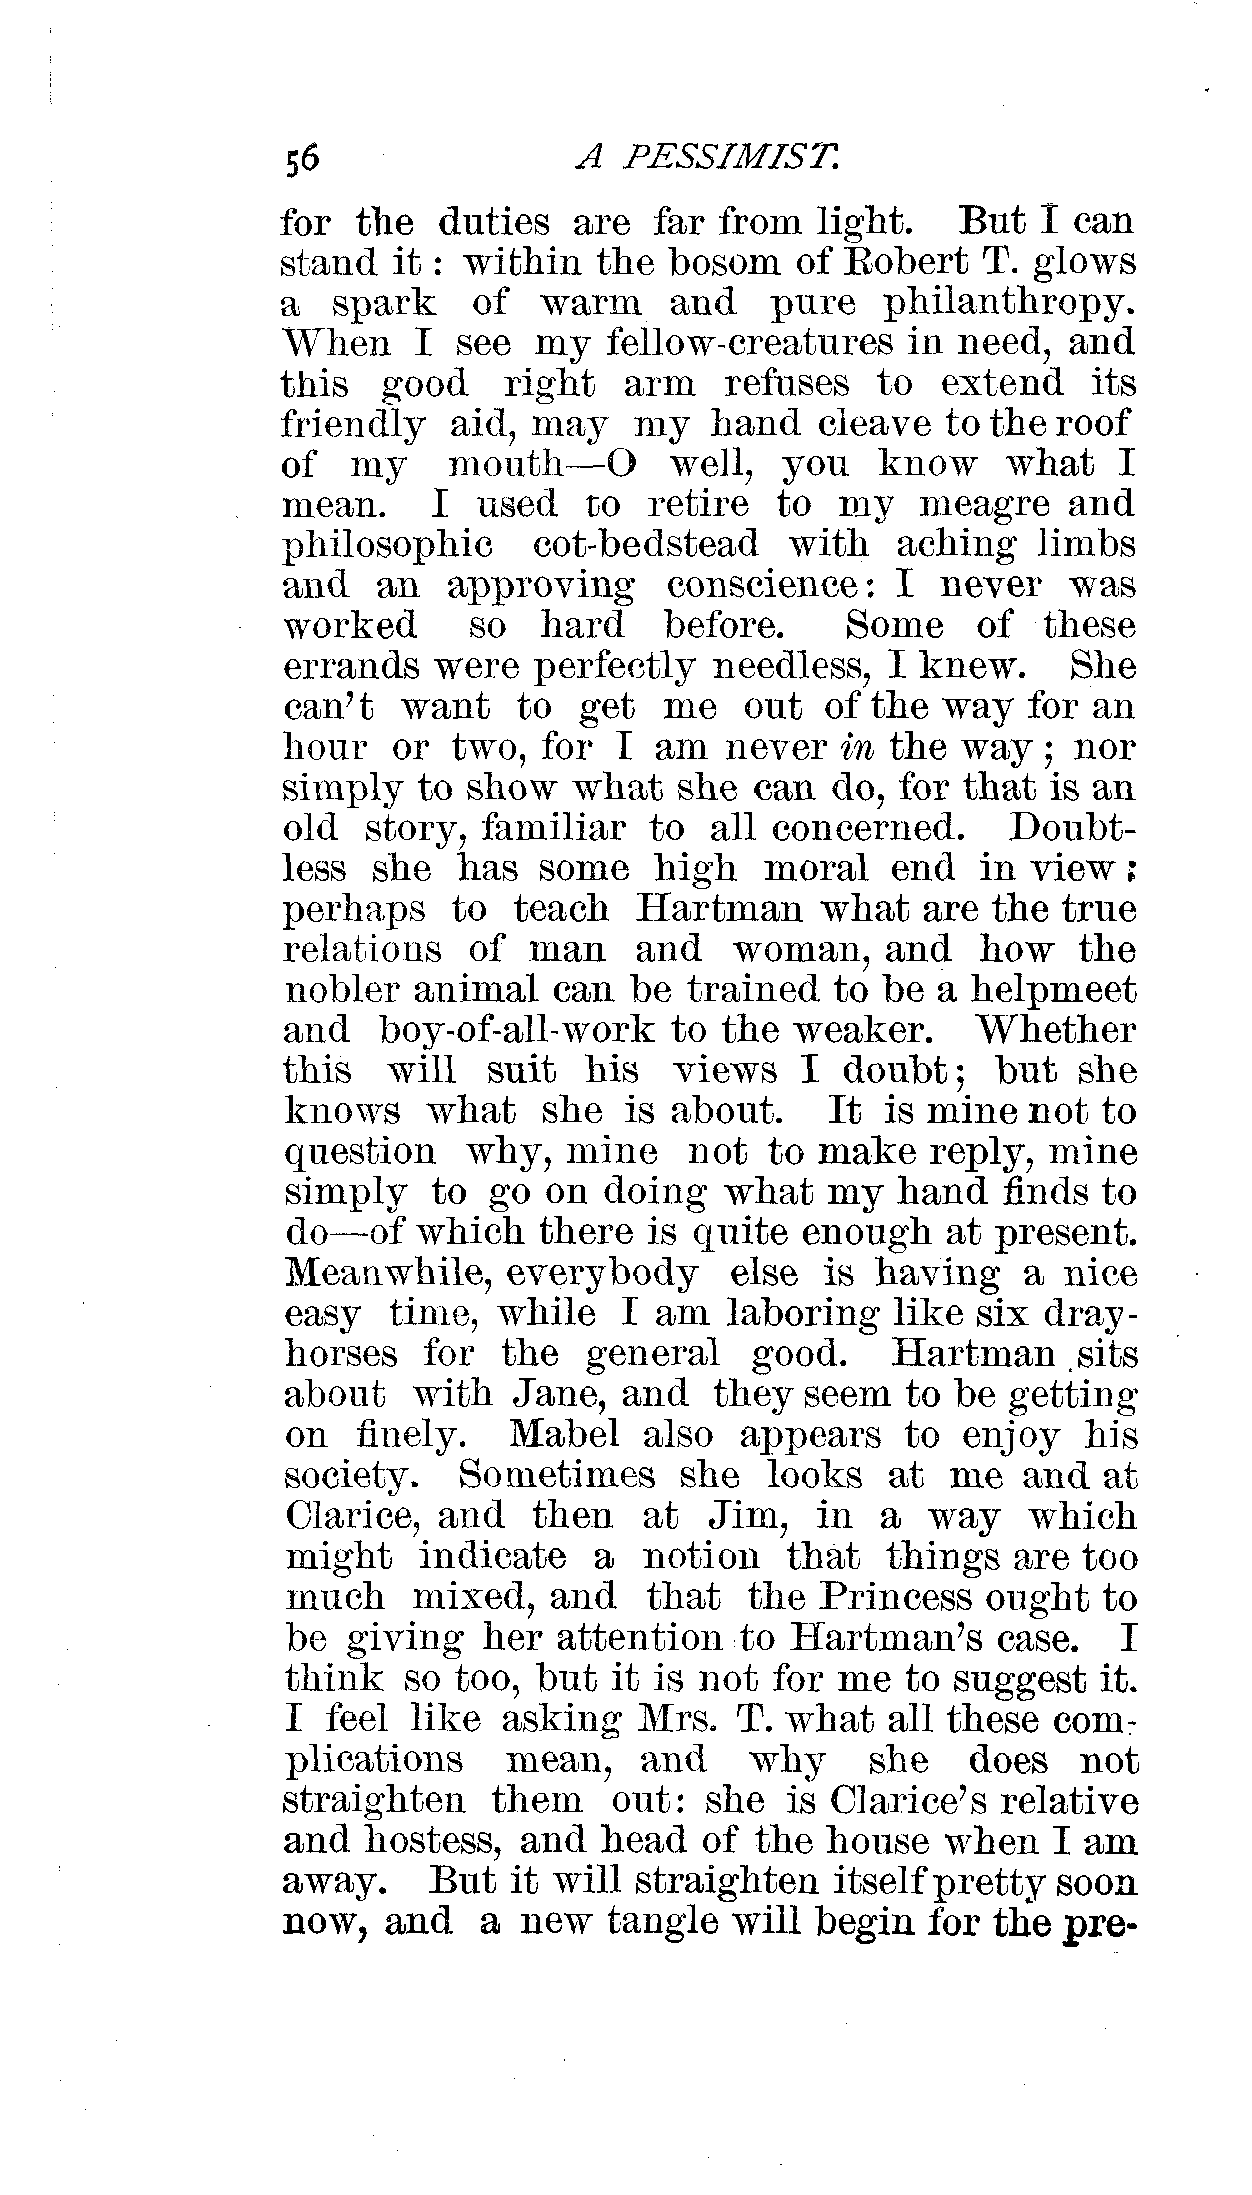 56 A PESSIMIST.
for the duties are far from light. But I can
stand it : within the bosom of Robert T. glows
a spark of warm and pure philanthropy.
When I see my fellow-creatures in need, and
this good right arm refuses to extend its
friendly aid, may my hand cleave to the roof
of my mouth—O well, you know what I
mean. I used to retire to my meagre and
philosophic cot-bedstead with aching limbs
and an approving conscience: I never was
worked so hard before. Some of these
errands were perfectly needless, I knew. She
can't want to get me out of the way for an
hour or two, for I am never in the way ; nor
simply to show what she can do, for that is an
old story, familiar to all concerned. Doubt-
less she has some high moral end in view ;
perhaps to teach Hartman what are the true
relations of man and woman, and how the
nobler animal can be trained to be a helpmeet
and boy-of-all-work to the weaker. Whether
this will suit his views I doubt; but she
knows what she is about. It is mine not to
question why, mine not to make reply, mine
simply to go on doing what my hand finds to
do—of which there is quite enough at present.
Meanwhile, everybody else is having a nice
easy time, while I am laboring like six dray-
horses for the general good. Hartman sits
about with Jane, and they seem to be getting
on finely. Mabel also appears to enjoy his
society. Sometimes she looks at me and at
Clarice, and then at Jim, in a way which
might indicate a notion that things are too
much mixed, and that the Princess ought to
be giving her attention to Hartman's case. I
think so too, but it is not for me to suggest it.
I feel like asking Mrs. T. what all these com-
plications mean, and why she does not
straighten them out: she is Clarice's relative
and hostess, and head of the house when I am
away. But it will straighten itself pretty soon
now, and a new tangle will begin for the pre-